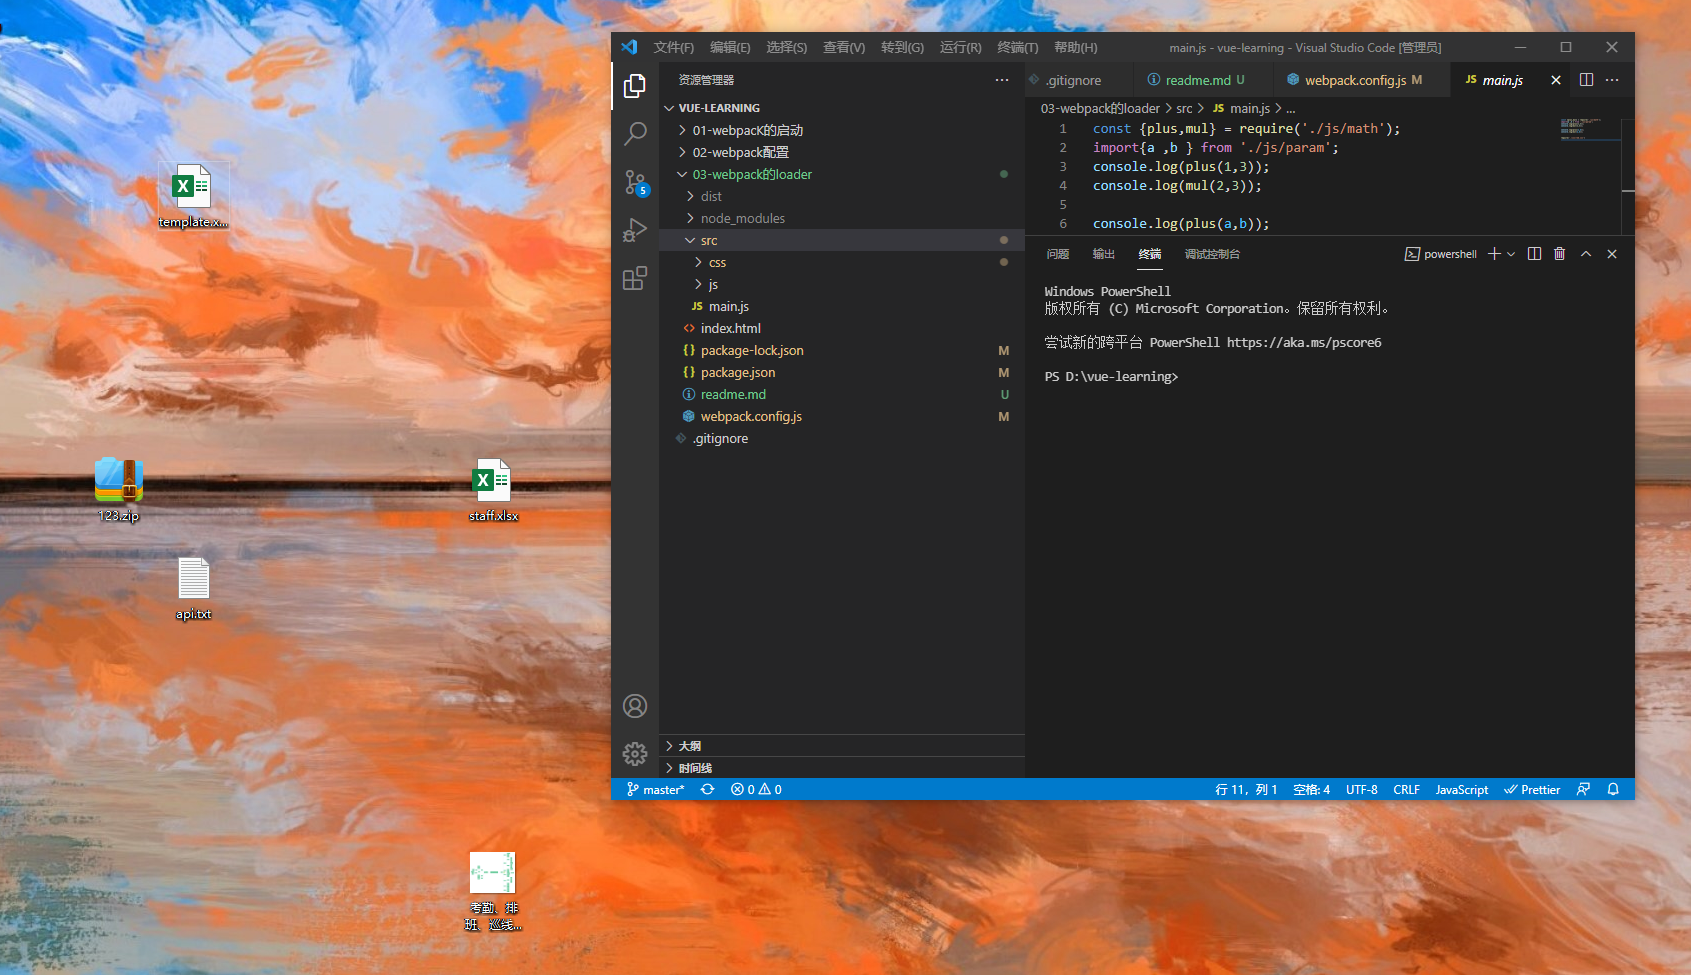 template.x...
123.zip
staff.xlsx
api.txt
考勤、排
班、巡线...
文件(F) 编辑(E) 选择(S) 查看(V) 转到(G) 运行(R) 终端(T) 帮助(H) main.js - vue-learning - Visual Studio Code [管理员]
资源管理器
VUE-LEARNING
01-webpacK的启动
02-webpack配置
03-webpack的loader
dist
node_modules
src
css
js
JS main.js
index.html
package-lock.json M
package.json M
readme.md U
webpack.config.js M
.gitignore
大纲
时间线
5
.gitignore readme.md U webpack.config.js M JS main.js
03-webpack的loader > src > JS main.js > ...
1 const {plus,mul} = require('./js/math');
2 import{a ,b } from './js/param';
3 console.log(plus(1,3));
4 console.log(mul(2,3));
5
6 console.log(plus(a,b));
问题 输出 终端 调试控制台 powershell
Windows PowerShell
版权所有 (C) Microsoft Corporation。保留所有权利。
尝试新的跨平台 PowerShell https://aka.ms/pscore6
PS D:\vue-learning>
master* 0 0 行 11，列 1 空格: 4 UTF-8 CRLF JavaScript Prettier